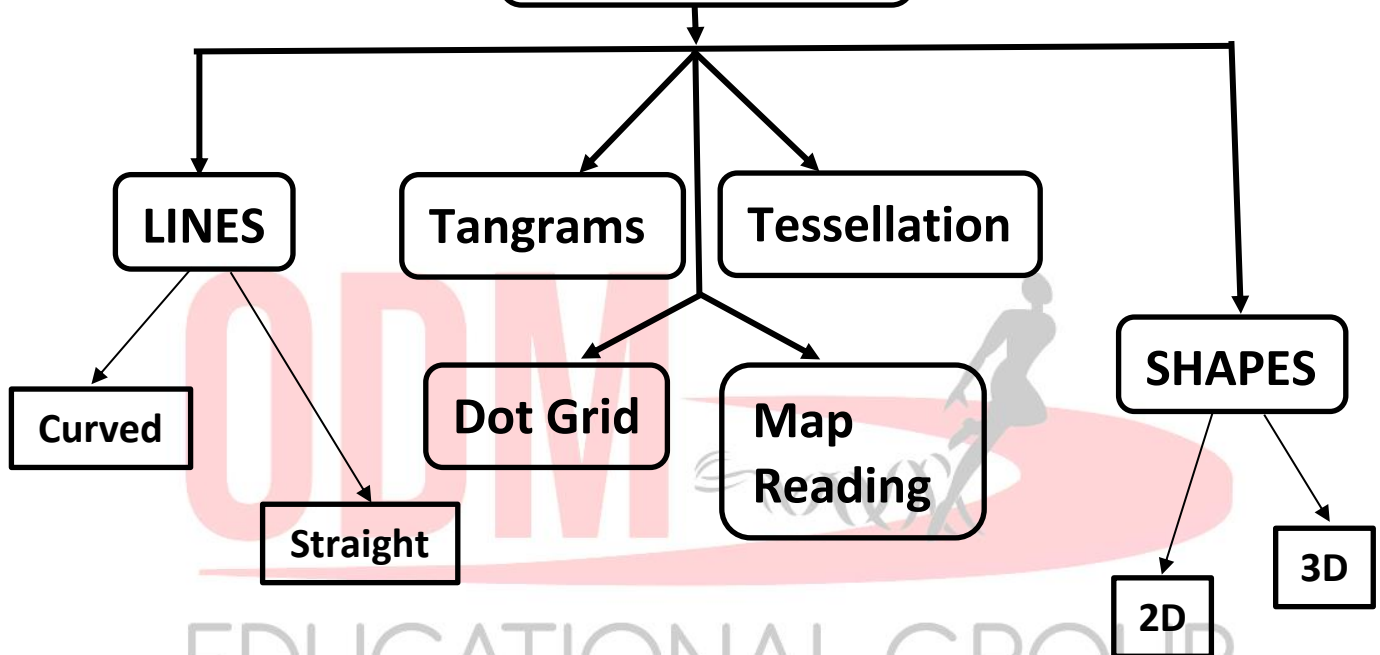 LINES
Tangrams
Tessellation
SHAPES
Curved
Dot Grid
Map
Reading
Straight
3D
2D
ODM
EDUCATIONAL GROUP